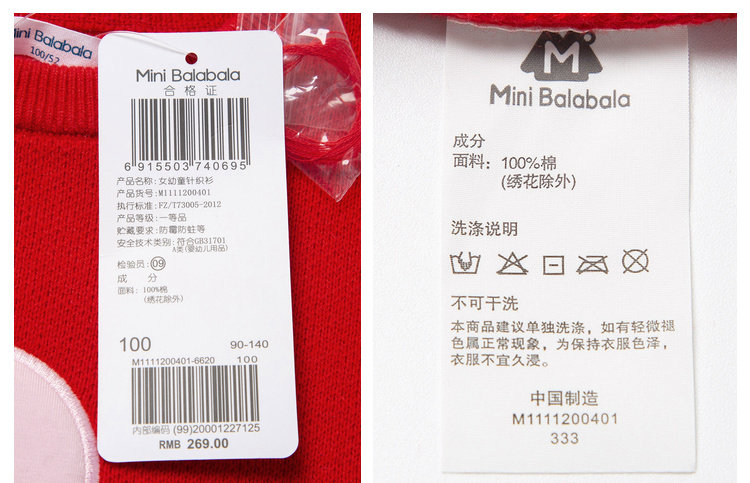 Mini Balabala
100/52
Mini Balabala
合格证
6 915503 740695
产品名称: 女幼童针织衫
产品货号: M1111200401
执行标准: FZ/T73005-2012
产品等级: 一等品
贮藏要求: 防霉防蛀等
安全技术类别: 符合GB31701
A类(婴幼儿用品)
检验员: 09
成 分
面料: 100%棉
(绣花除外)
100 90-140
M1111200401-6620 100
内部编码 (99)20001227125
RMB 269.00
M
Mini Balabala
成分
面料: 100%棉
(绣花除外)
洗涤说明
不可干洗
本商品建议单独洗涤，如有轻微褪
色属正常现象，为保持衣服色泽，
衣服不宜久浸。
中国制造
M1111200401
333